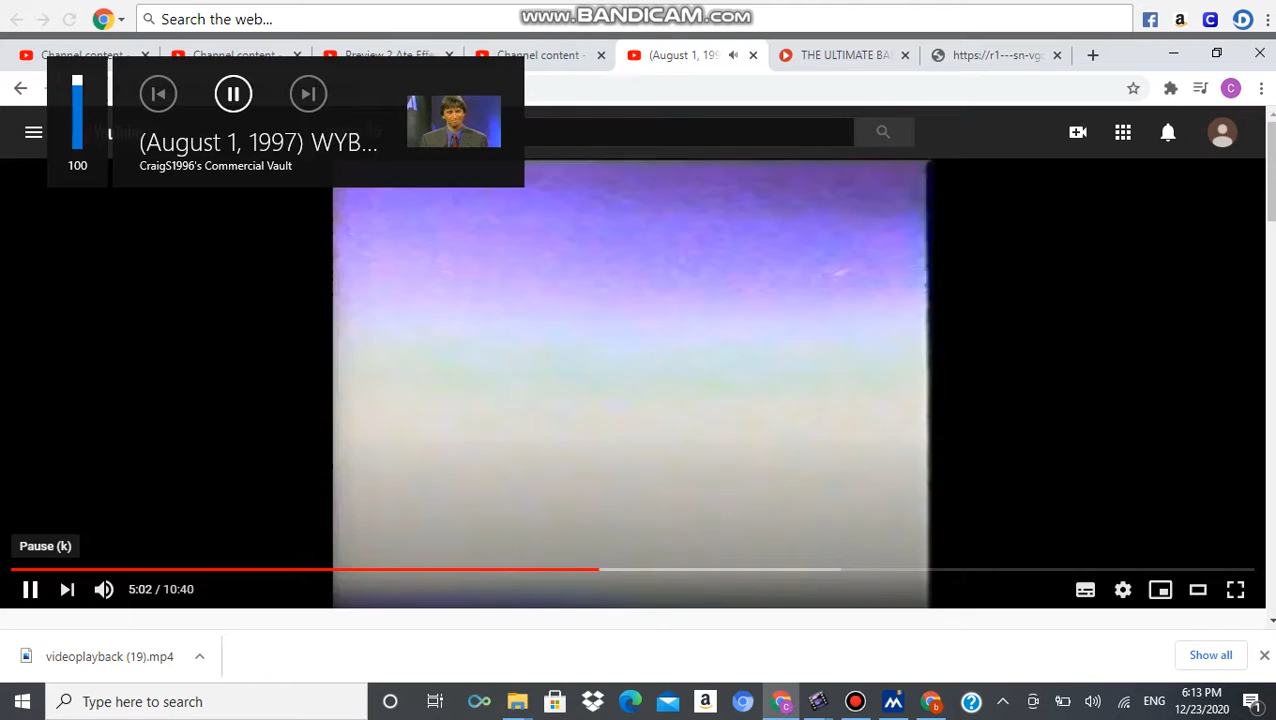 Search the web...
WWW.BANDICAM.COM
Channel content -
Channel content -
Preview 2 Ate Effe
Channel content -
(August 1, 199
THE ULTIMATE BA
https://r1---sn-vg
(August 1, 1997) WYB...
CraigS1996's Commercial Vault
100
Pause (k)
5:02 / 10:40
videoplayback (19).mp4
Show all
Type here to search
ENG
6:13 PM
12/23/2020